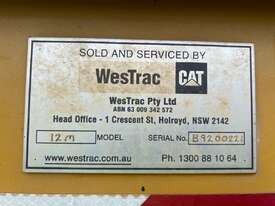 SOLD AND SERVICED BY
WesTrac CAT
WesTrac Pty Ltd
ABN 63 009 342 572
Head Office - 1 Crescent St, Holroyd, NSW 2142
12M MODEL SERIAL No. B9200221
www.westrac.com.au Ph. 1300 88 10 64